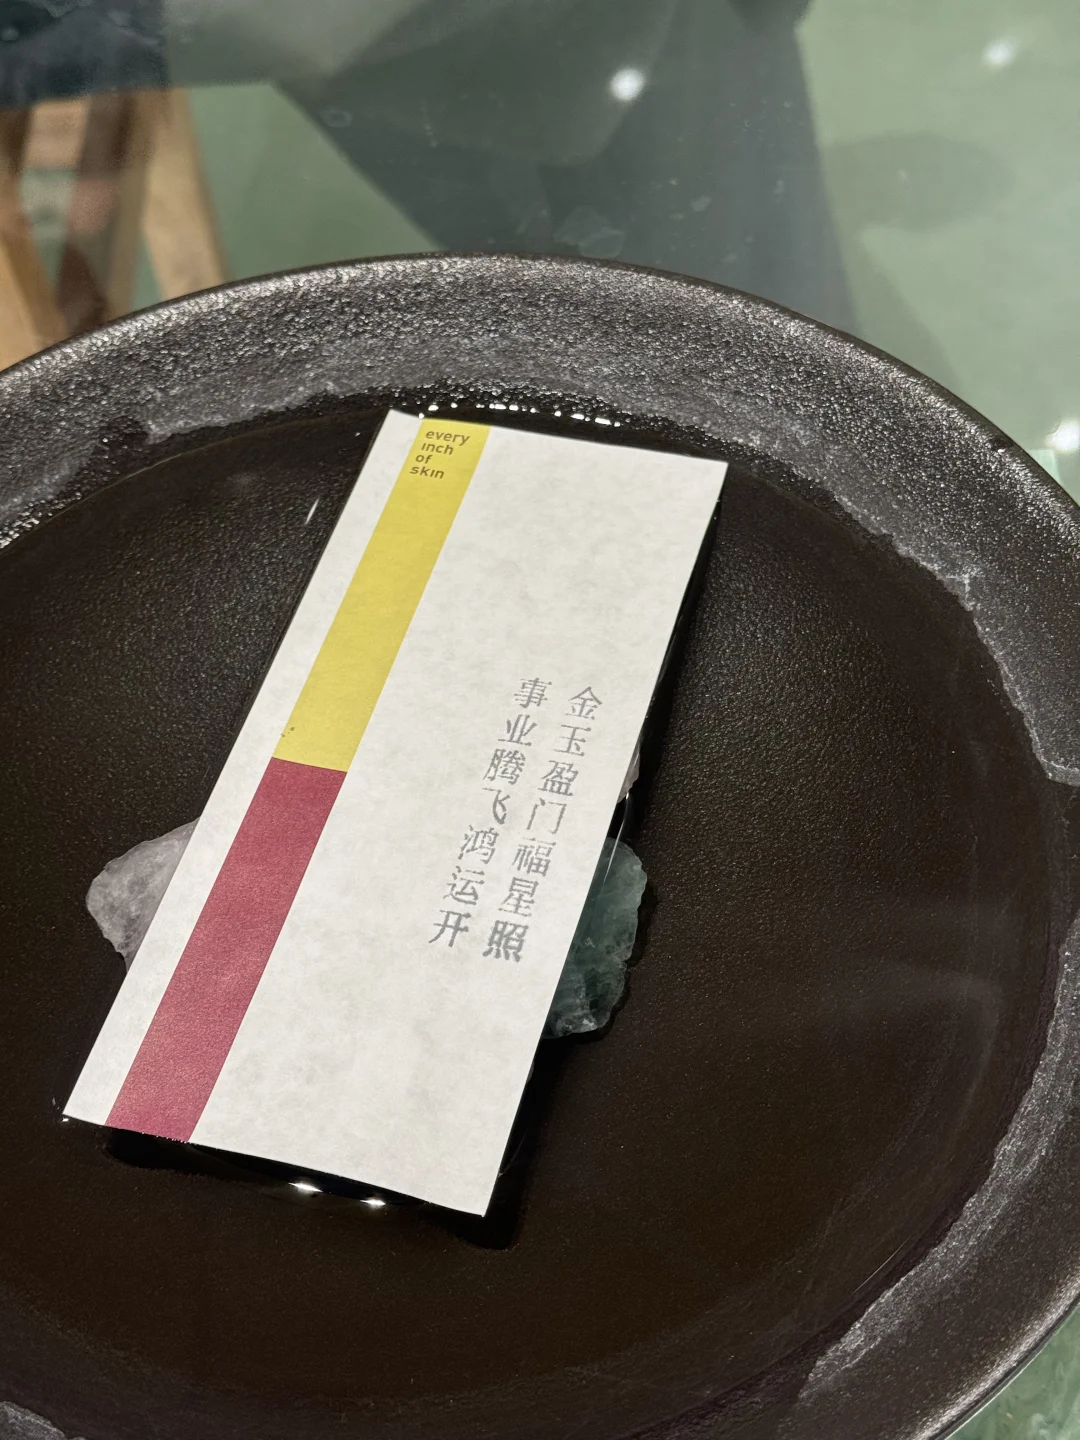 every
inch
of
skin
金玉盈门福星照
事业腾飞鸿运开